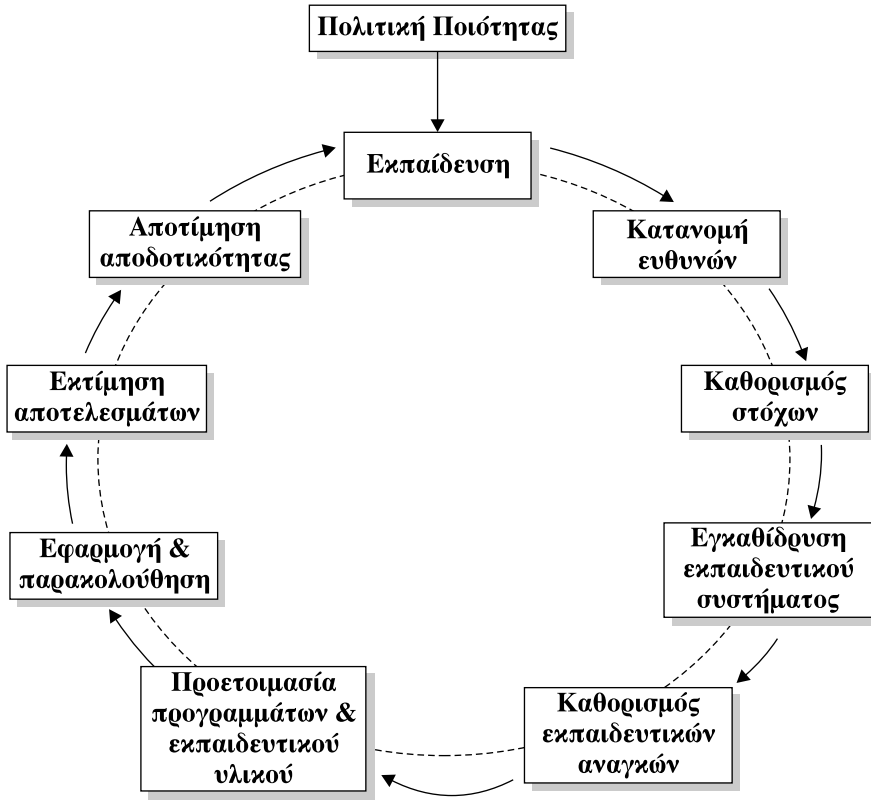 Πολιτική Ποιότητας
Εκπαίδευση
Κατανομή
ευθυνών
Καθορισμός
στόχων
Εγκαθίδρυση
εκπαιδευτικού
συστήματος
Καθορισμός
εκπαιδευτικών
αναγκών
Προετοιμασία
προγραμμάτων &
εκπαιδευτικού
υλικού
Εφαρμογή &
παρακολούθηση
Εκτίμηση
αποτελεσμάτων
Αποτίμηση
αποδοτικότητας